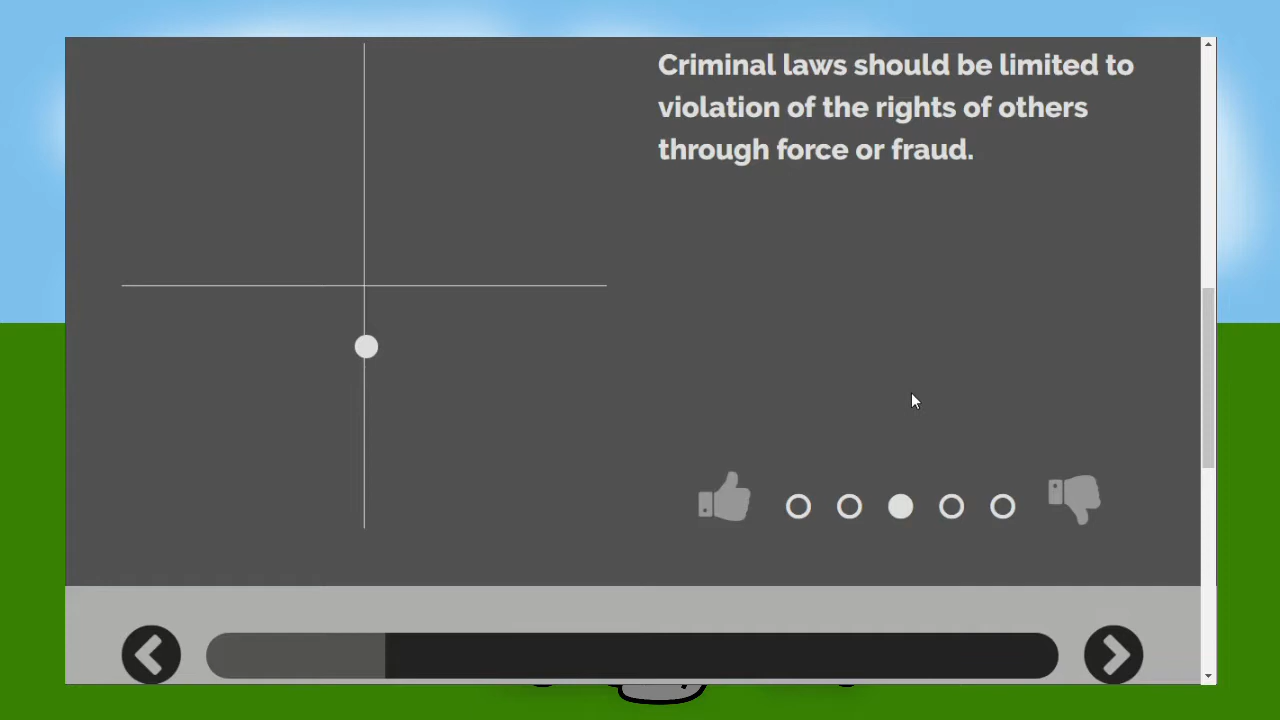 Criminal laws should be limited to
violation of the rights of others
through force or fraud.